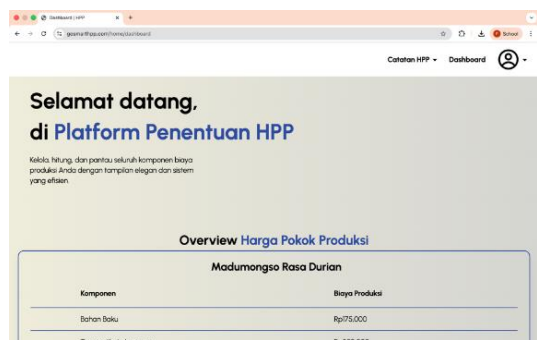 Dashboard | HPP
gosmarthpp.com/home/dashboard
School
Catatan HPP
Dashboard
Selamat datang,
di Platform Penentuan HPP
Kelola, hitung, dan pantau seluruh komponen biaya
produksi Anda dengan tampilan elegan dan sistem
yang efisien.
Overview Harga Pokok Produksi
Madumongso Rasa Durian
Komponen Biaya Produksi
Bahan Baku Rp175,000